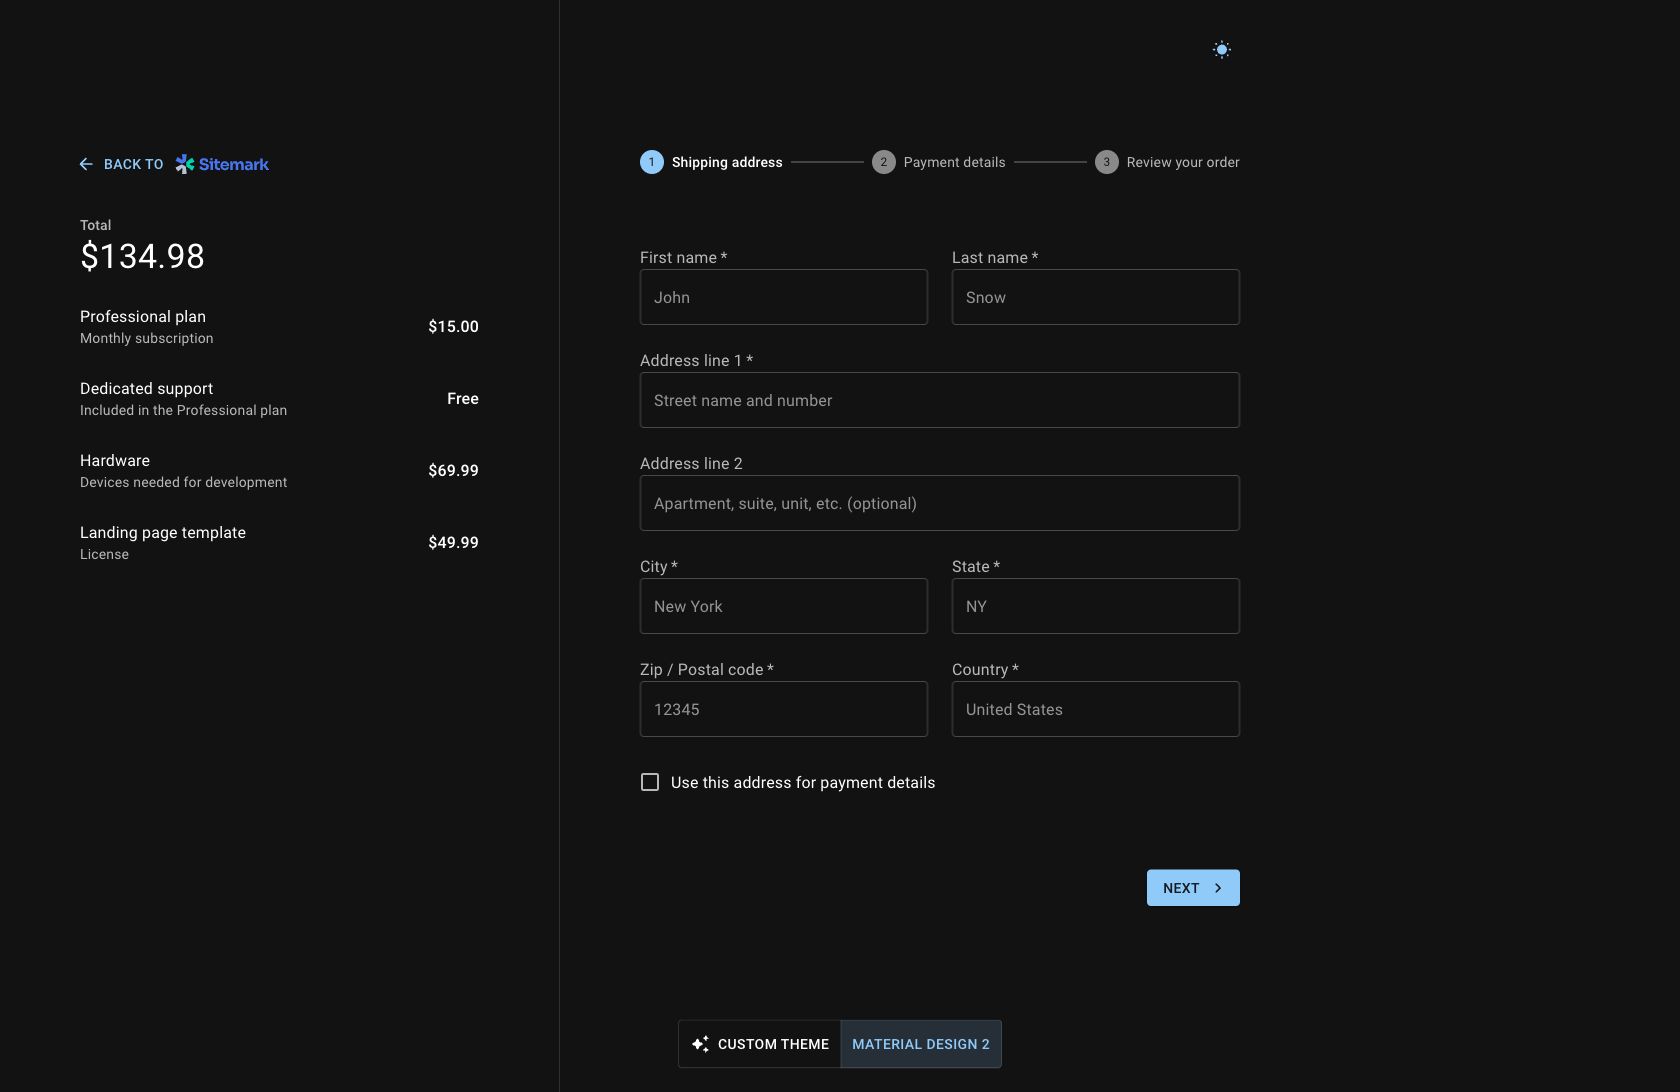 BACK TO Sitemark
Total
$134.98
Professional plan
Monthly subscription
$15.00
Dedicated support
Included in the Professional plan
Free
Hardware
Devices needed for development
$69.99
Landing page template
License
$49.99
1 Shipping address 2 Payment details 3 Review your order
First name *
John
Last name *
Snow
Address line 1 *
Street name and number
Address line 2
Apartment, suite, unit, etc. (optional)
City *
New York
State *
NY
Zip / Postal code *
12345
Country *
United States
Use this address for payment details
NEXT
CUSTOM THEME
MATERIAL DESIGN 2